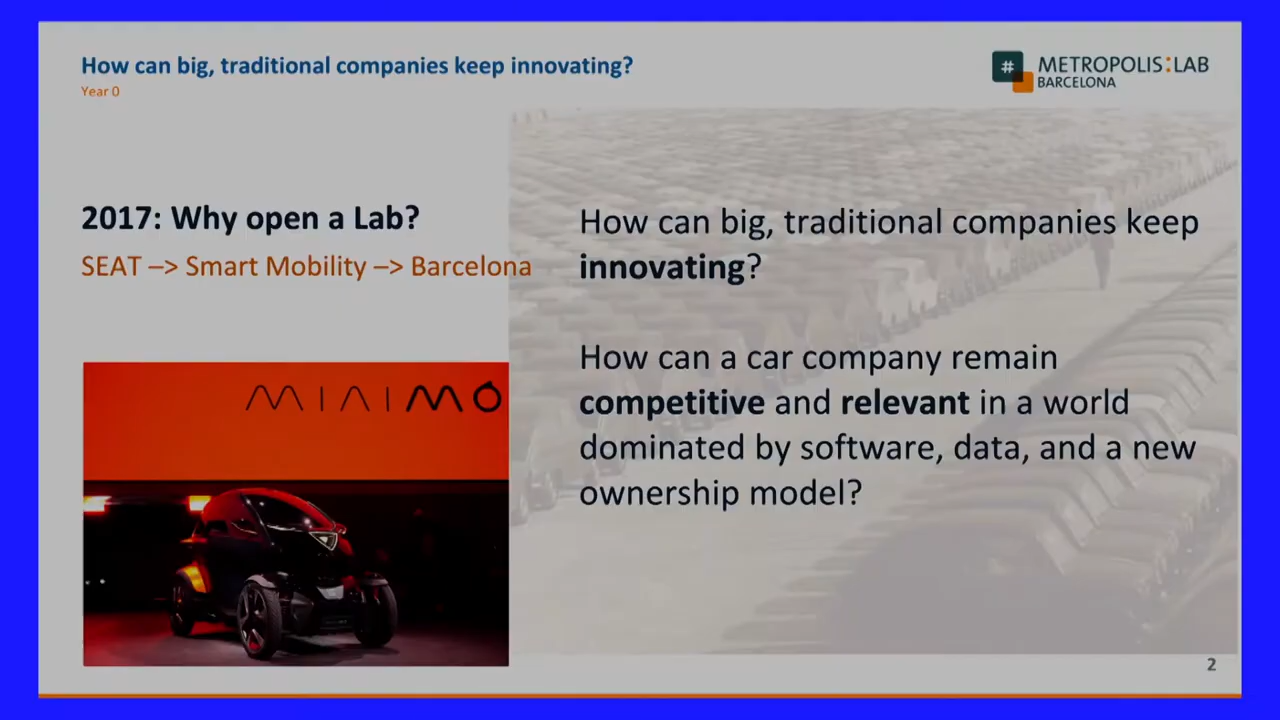 How can big, traditional companies keep innovating?
Year 0
#
METROPOLIS:LAB
BARCELONA
2017: Why open a Lab?
SEAT –> Smart Mobility –> Barcelona
MINIMÓ
How can big, traditional companies keep
innovating?
How can a car company remain
competitive and relevant in a world
dominated by software, data, and a new
ownership model?
2